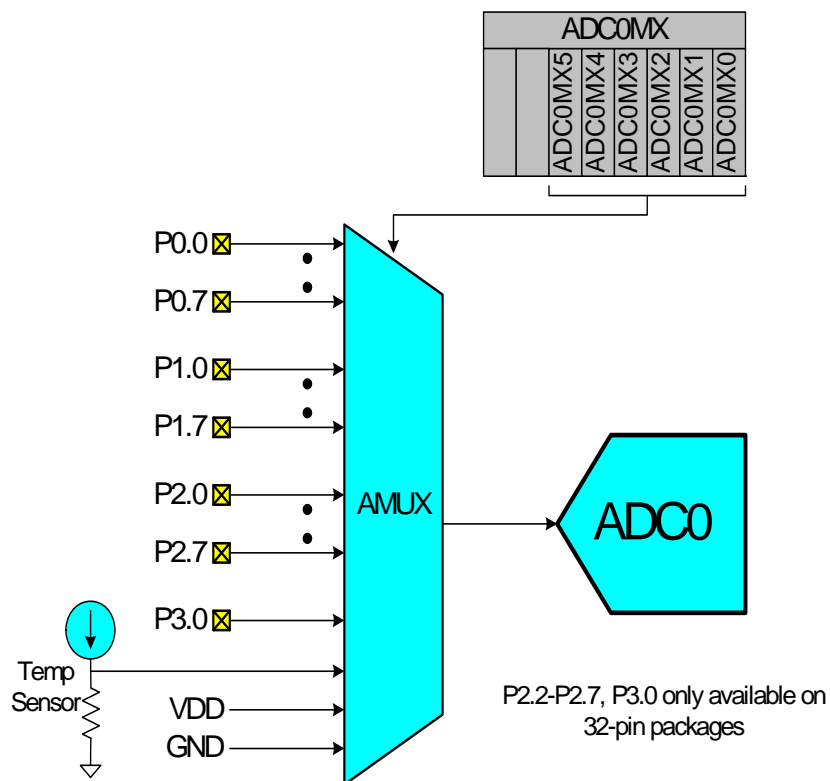 ADC0MX
ADC0MX5
ADC0MX4
ADC0MX3
ADC0MX2
ADC0MX1
ADC0MX0
P0.0
P0.7
P1.0
P1.7
P2.0
P2.7
P3.0
Temp
Sensor
VDD
GND
AMUX
ADC0
P2.2-P2.7, P3.0 only available on
32-pin packages